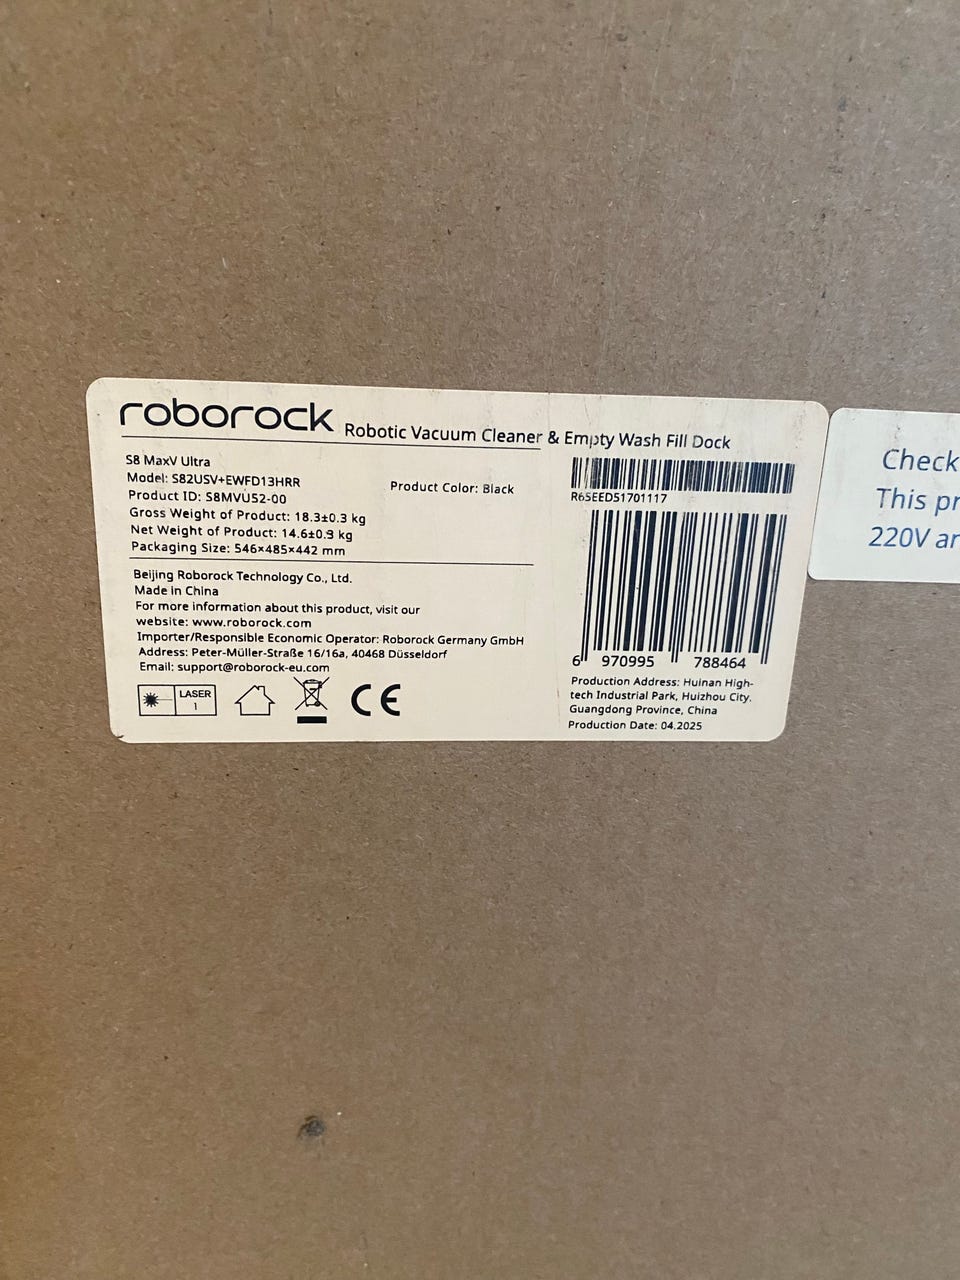 roborock Robotic Vacuum Cleaner & Empty Wash Fill Dock
S8 MaxV Ultra
Model: S82USV+EWFD13HRR
Product ID: S8MVU52-00
Product Color: Black
Gross Weight of Product: 18.3±0.3 kg
Net Weight of Product: 14.6±0.3 kg
Packaging Size: 546×485×442 mm
Beijing Roborock Technology Co., Ltd.
Made in China
For more information about this product, visit our
website: www.roborock.com
Importer/Responsible Economic Operator: Roborock Germany GmbH
Address: Peter-Müller-Straße 16/16a, 40468 Düsseldorf
Email: support@roborock-eu.com
LASER
1
CE
R65EED51701117
6 970995 788464
Production Address: Huinan High-
tech Industrial Park, Huizhou City,
Guangdong Province, China
Production Date: 04.2025
Check
This pr
220V ar